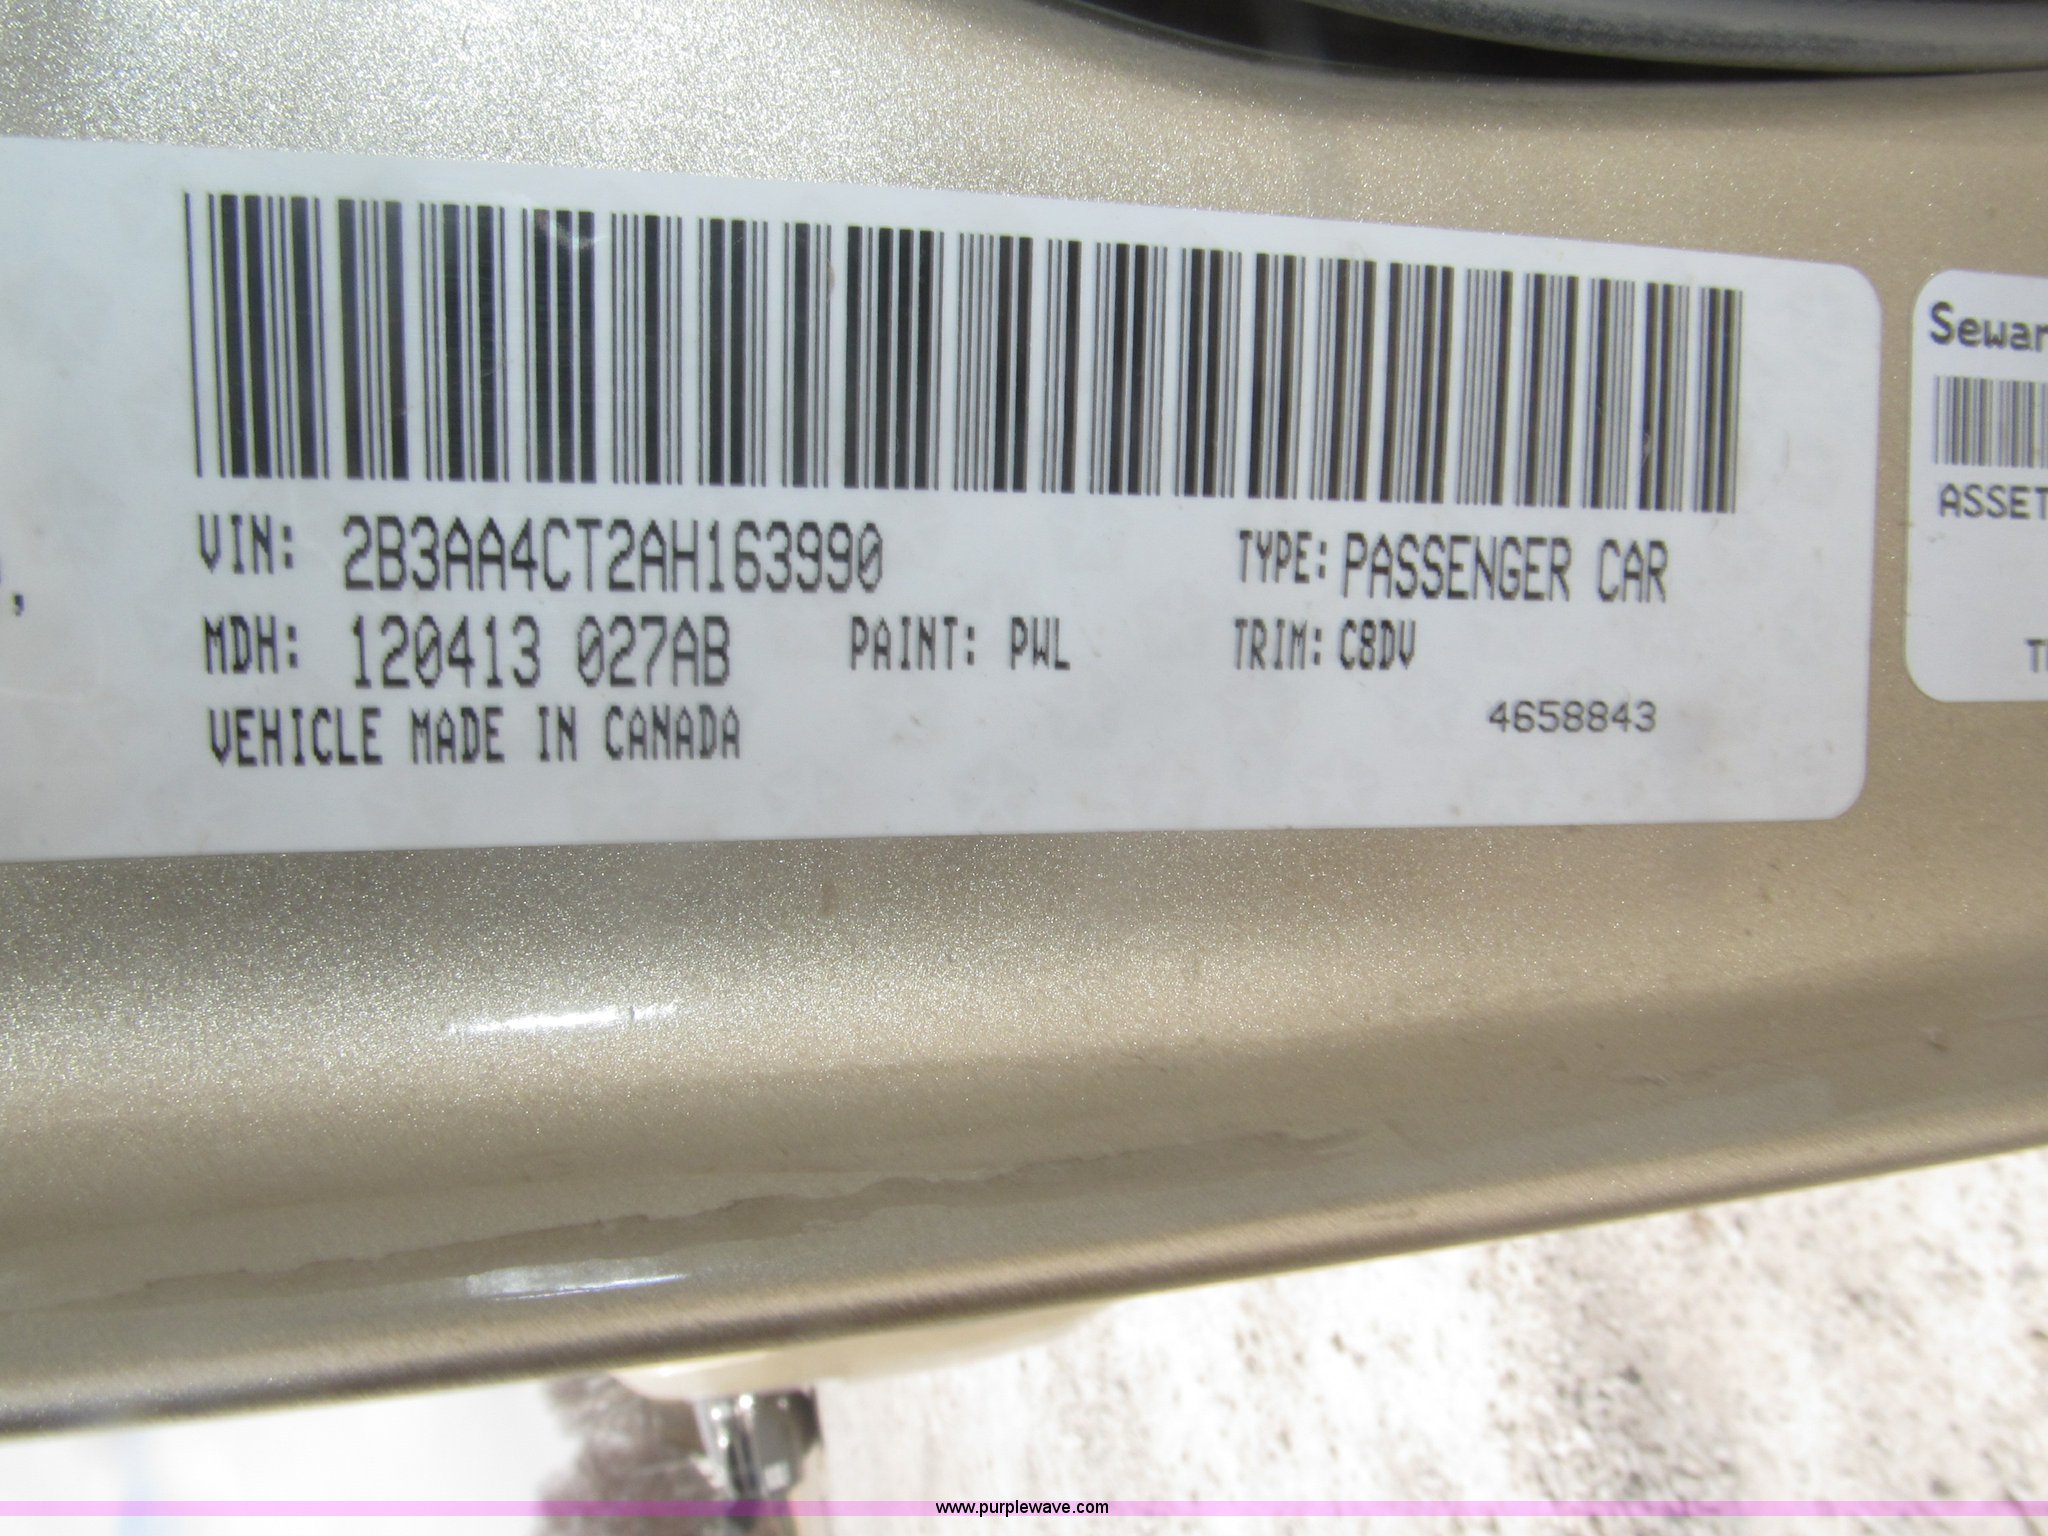 VIN: 2B3AA4CT2AH163990 TYPE: PASSENGER CAR
MDH: 120413 027AB PAINT: PWL TRIM: C8DV
VEHICLE MADE IN CANADA 4658843
Sewar
ASSET
www.purplewave.com